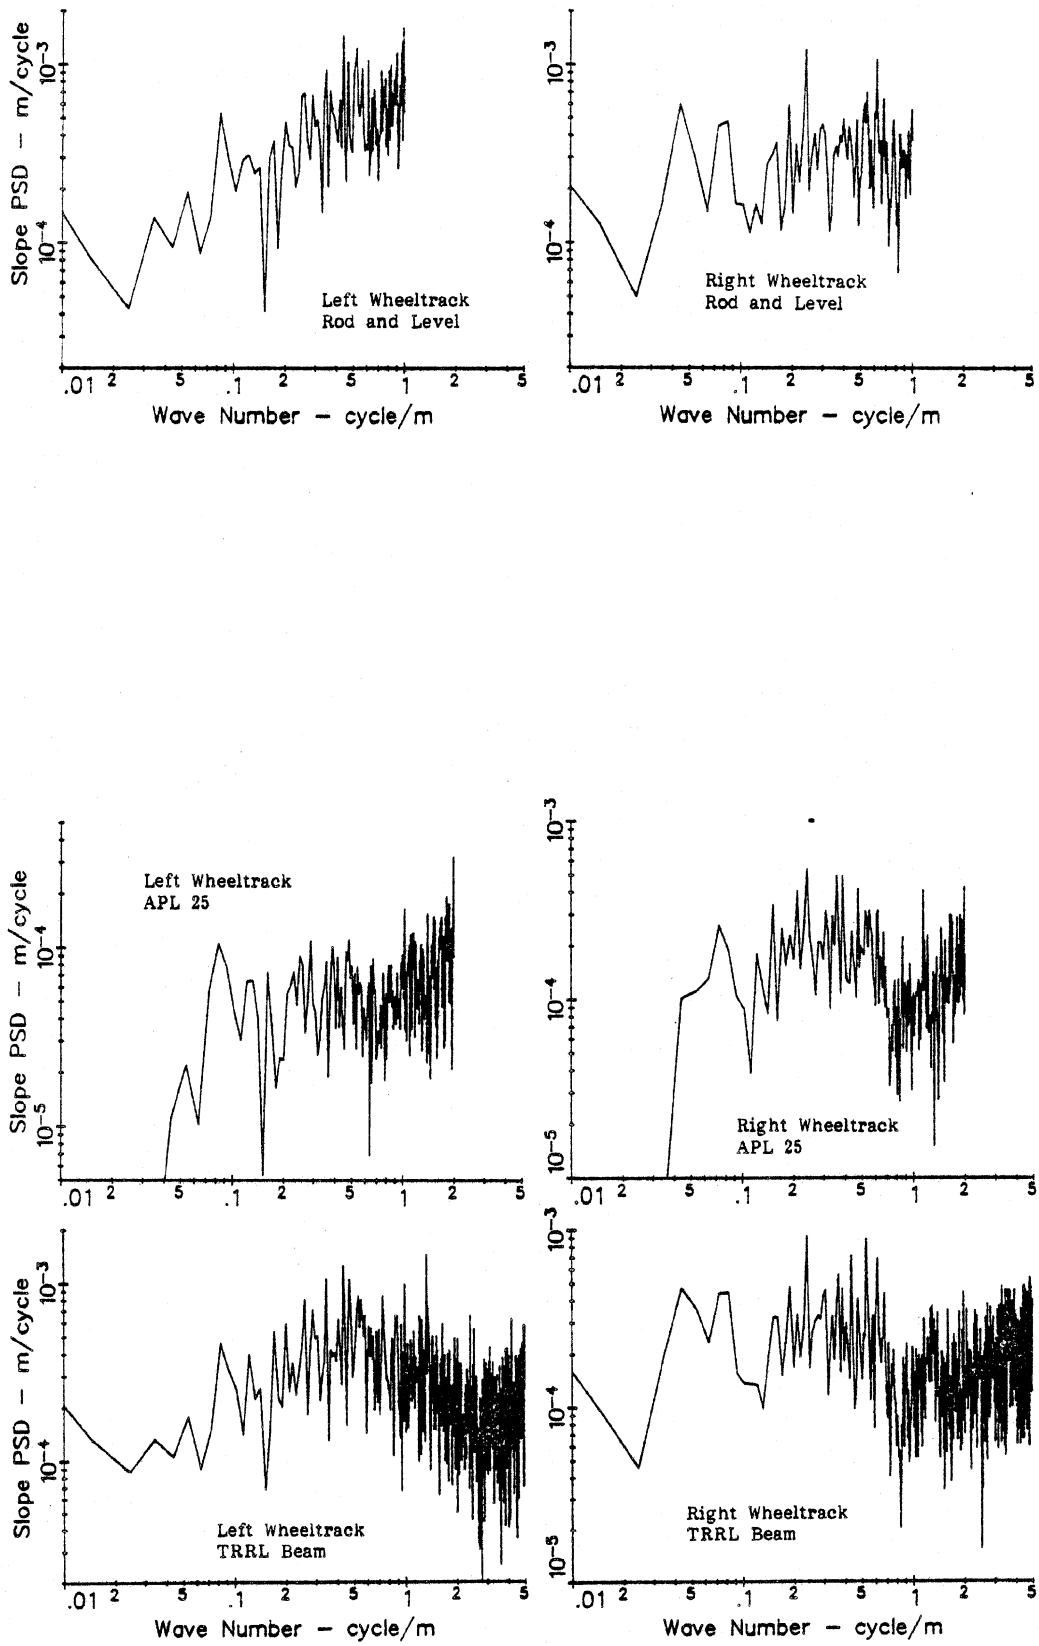 Slope PSD – m/cycle
10-3
10-4
Left Wheeltrack
Rod and Level
.01 2 5 .1 2 5 1 2 5
Wave Number – cycle/m
10-3
10-4
Right Wheeltrack
Rod and Level
.01 2 5 .1 2 5 1 2 5
Wave Number – cycle/m
Slope PSD – m/cycle
10-4
10-5
Left Wheeltrack
APL 25
.01 2 5 .1 2 5 1 2 5
10-3
10-4
10-5
Right Wheeltrack
APL 25
.01 2 5 .1 2 5 1 2 5
Slope PSD – m/cycle
10-3
10-4
Left Wheeltrack
TRRL Beam
.01 2 5 .1 2 5 1 2 5
Wave Number – cycle/m
10-3
10-4
10-5
Right Wheeltrack
TRRL Beam
.01 2 5 .1 2 5 1 2 5
Wave Number – cycle/m